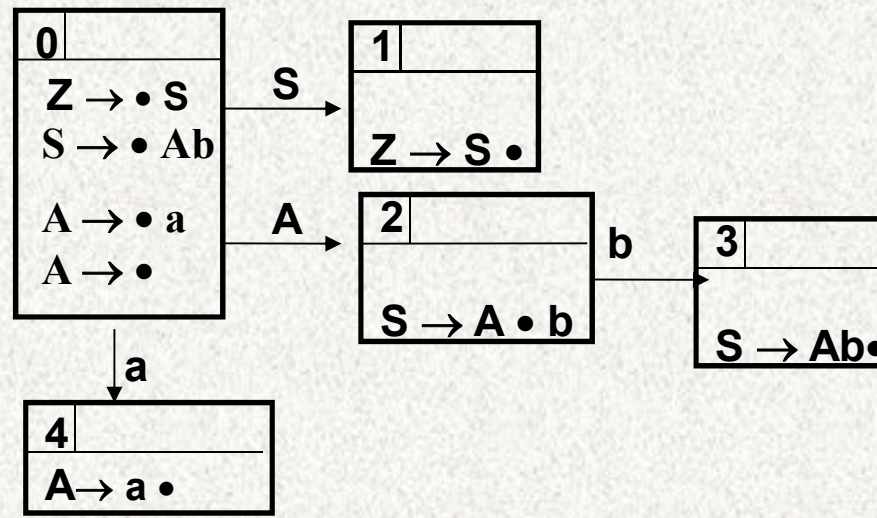 0
Z → • S
S → • Ab
A → • a
A → •
S
1
Z → S •
A
2
S → A • b
b
3
S → Ab•
a
4
A→ a •